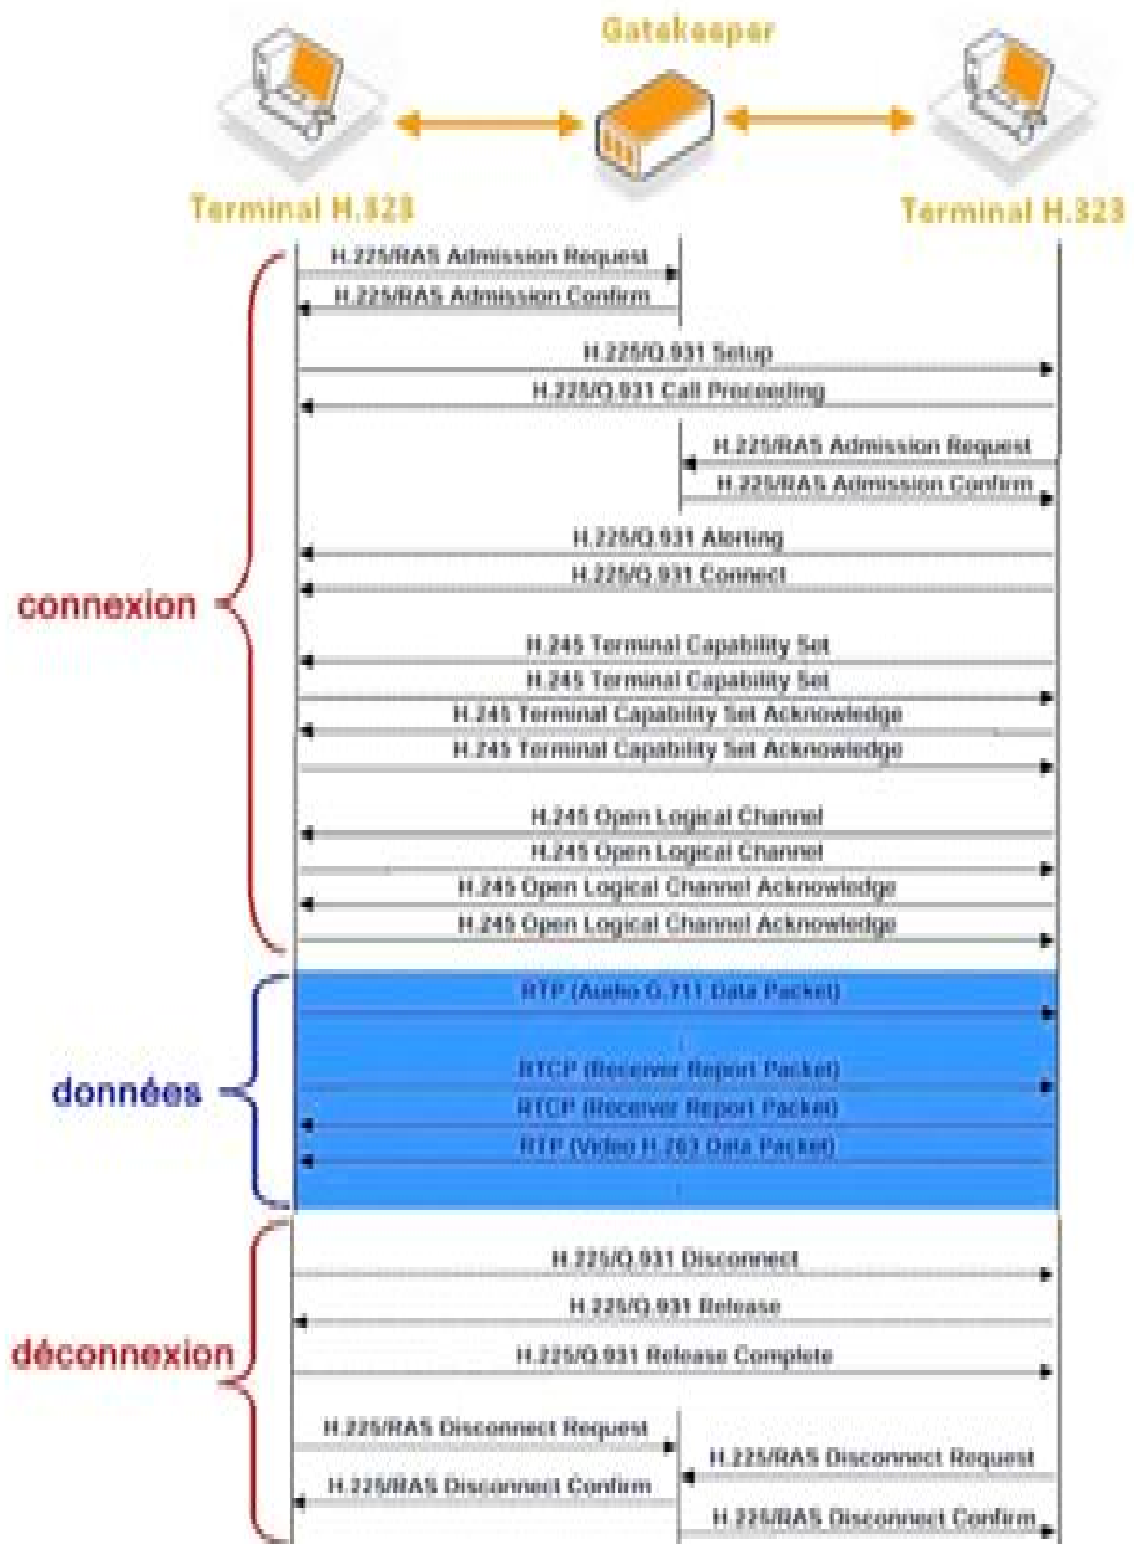 Gatekeeper
Terminal H.323
Terminal H.323
H.225/RAS Admission Request
H.225/RAS Admission Confirm
H.225/Q.931 Setup
H.225/Q.931 Call Proceeding
H.225/RAS Admission Request
H.225/RAS Admission Confirm
H.225/Q.931 Alerting
H.225/Q.931 Connect
connexion
H.245 Terminal Capability Set
H.245 Terminal Capability Set
H.245 Terminal Capability Set Acknowledge
H.245 Terminal Capability Set Acknowledge
H.245 Open Logical Channel
H.245 Open Logical Channel
H.245 Open Logical Channel Acknowledge
H.245 Open Logical Channel Acknowledge
RTP (Audio G.711 Data Packet)
RTCP (Receiver Report Packet)
données
RTCP (Receiver Report Packet)
RTP (Video H.263 Data Packet)
H.225/Q.931 Disconnect
H.225/Q.931 Release
déconnexion
H.225/Q.931 Release Complete
H.225/RAS Disconnect Request
H.225/RAS Disconnect Request
H.225/RAS Disconnect Confirm
H.225/RAS Disconnect Confirm